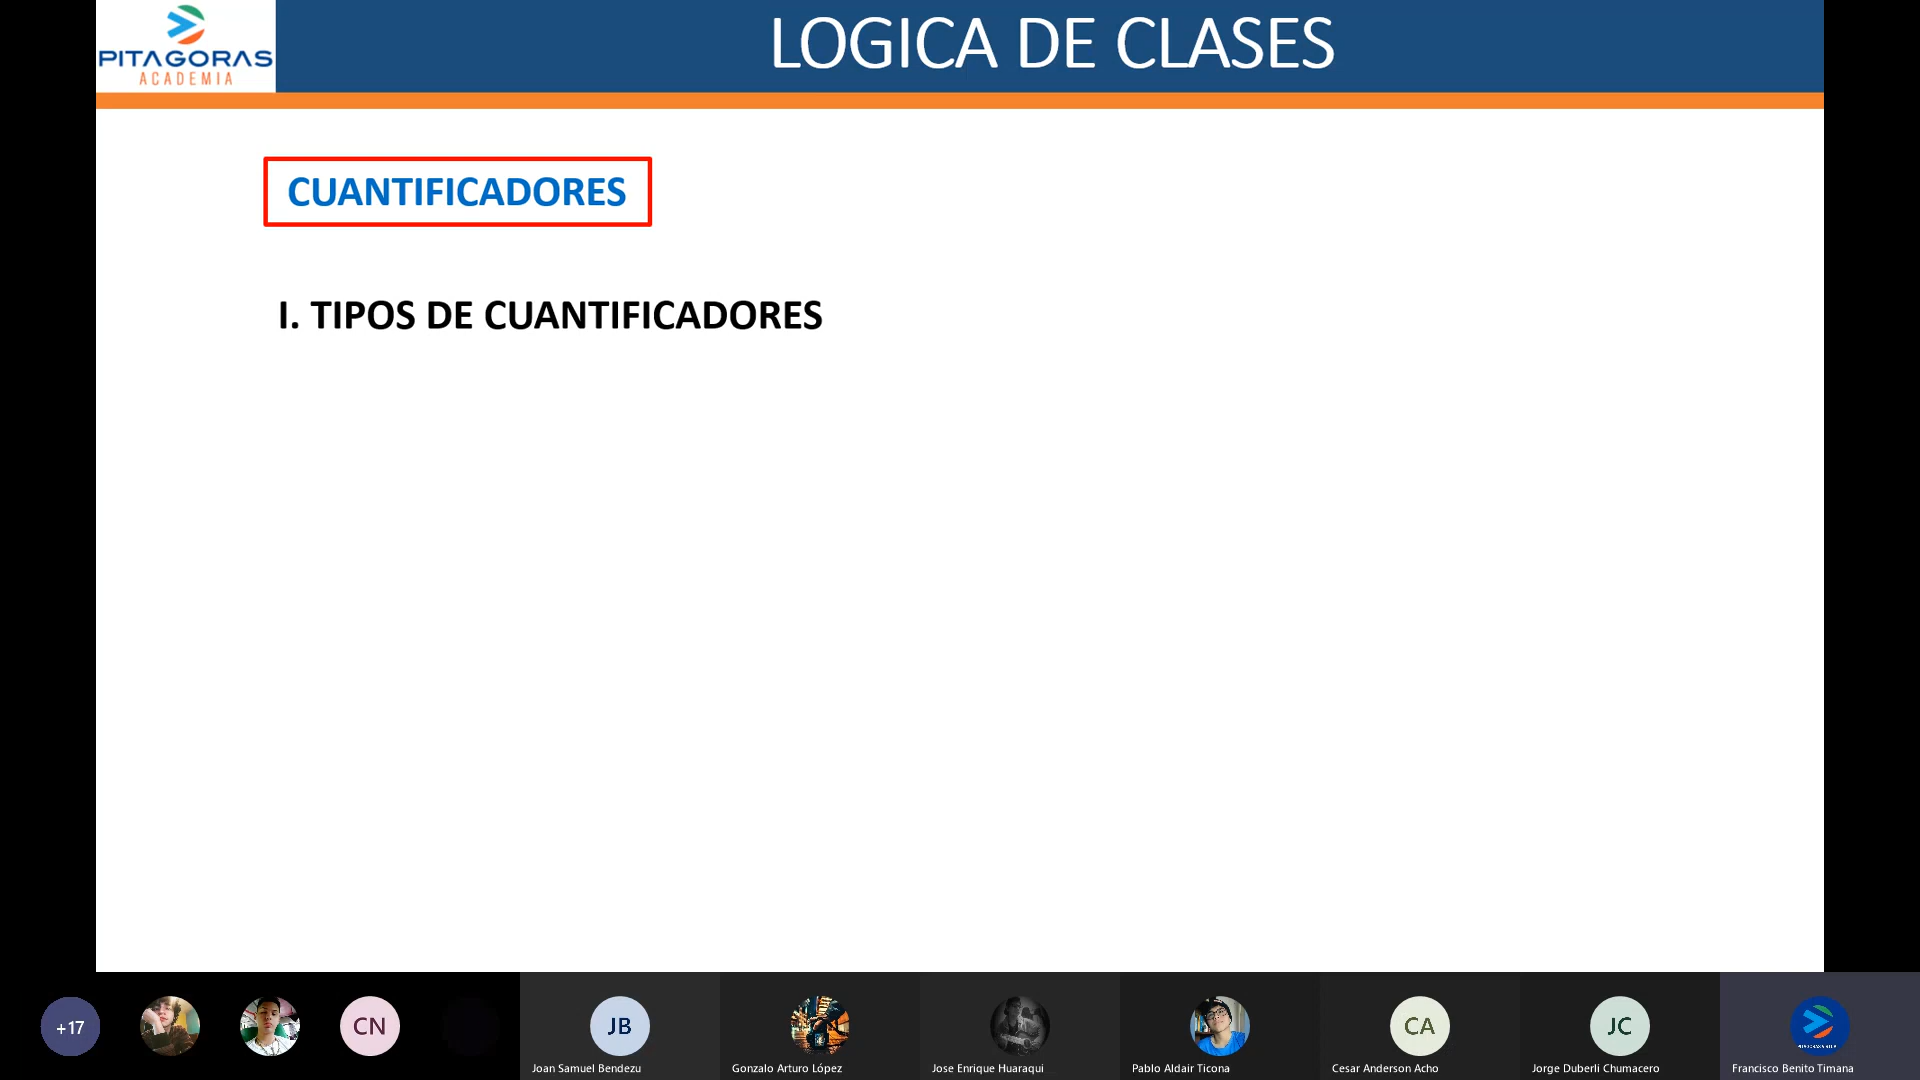 PITAGORAS
ACADEMIA
LOGICA DE CLASES
CUANTIFICADORES
I. TIPOS DE CUANTIFICADORES
+17
CN
JB
CA
JC
Joan Samuel Bendezu
Gonzalo Arturo López
Jose Enrique Huaraqui
Pablo Aldair Ticona
Cesar Anderson Acho
Jorge Duberli Chumacero
Francisco Benito Timana